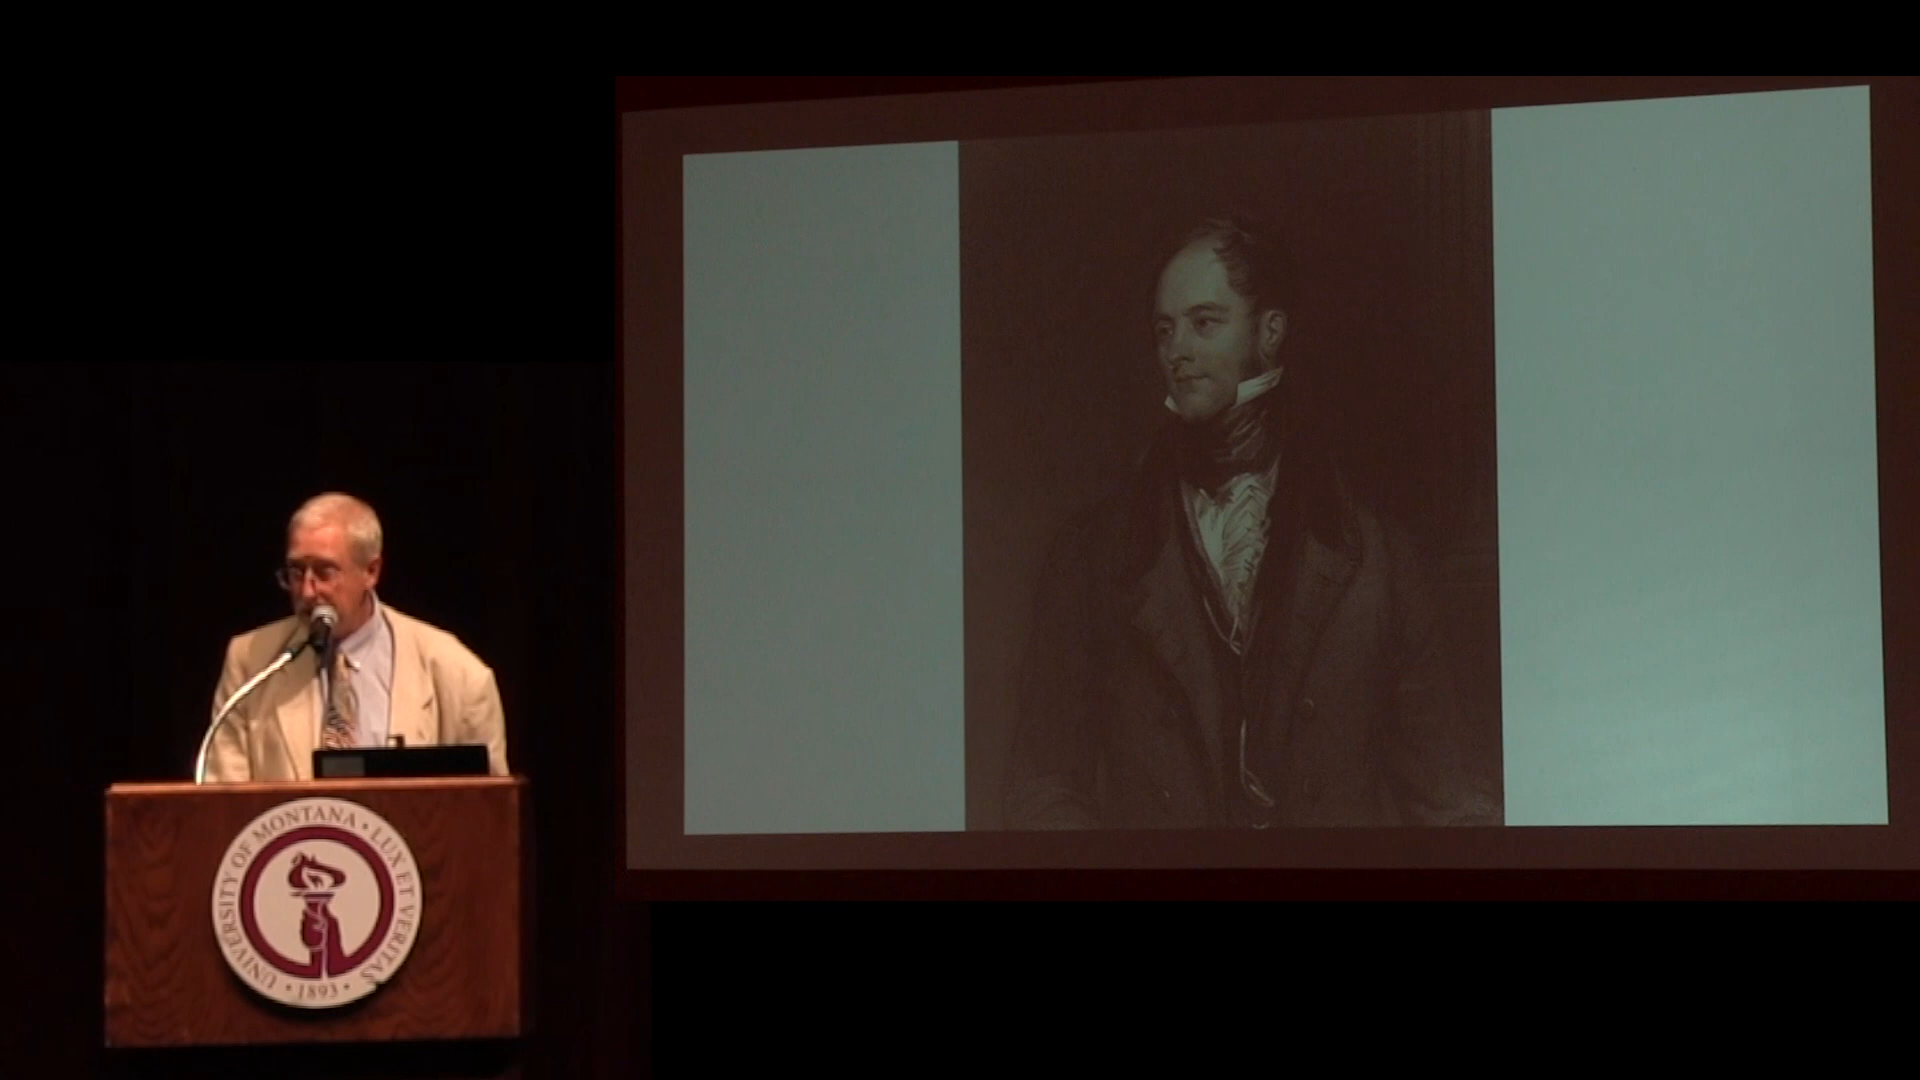 UNIVERSITY OF MONTANA • LUX ET VERITAS
• 1893 •